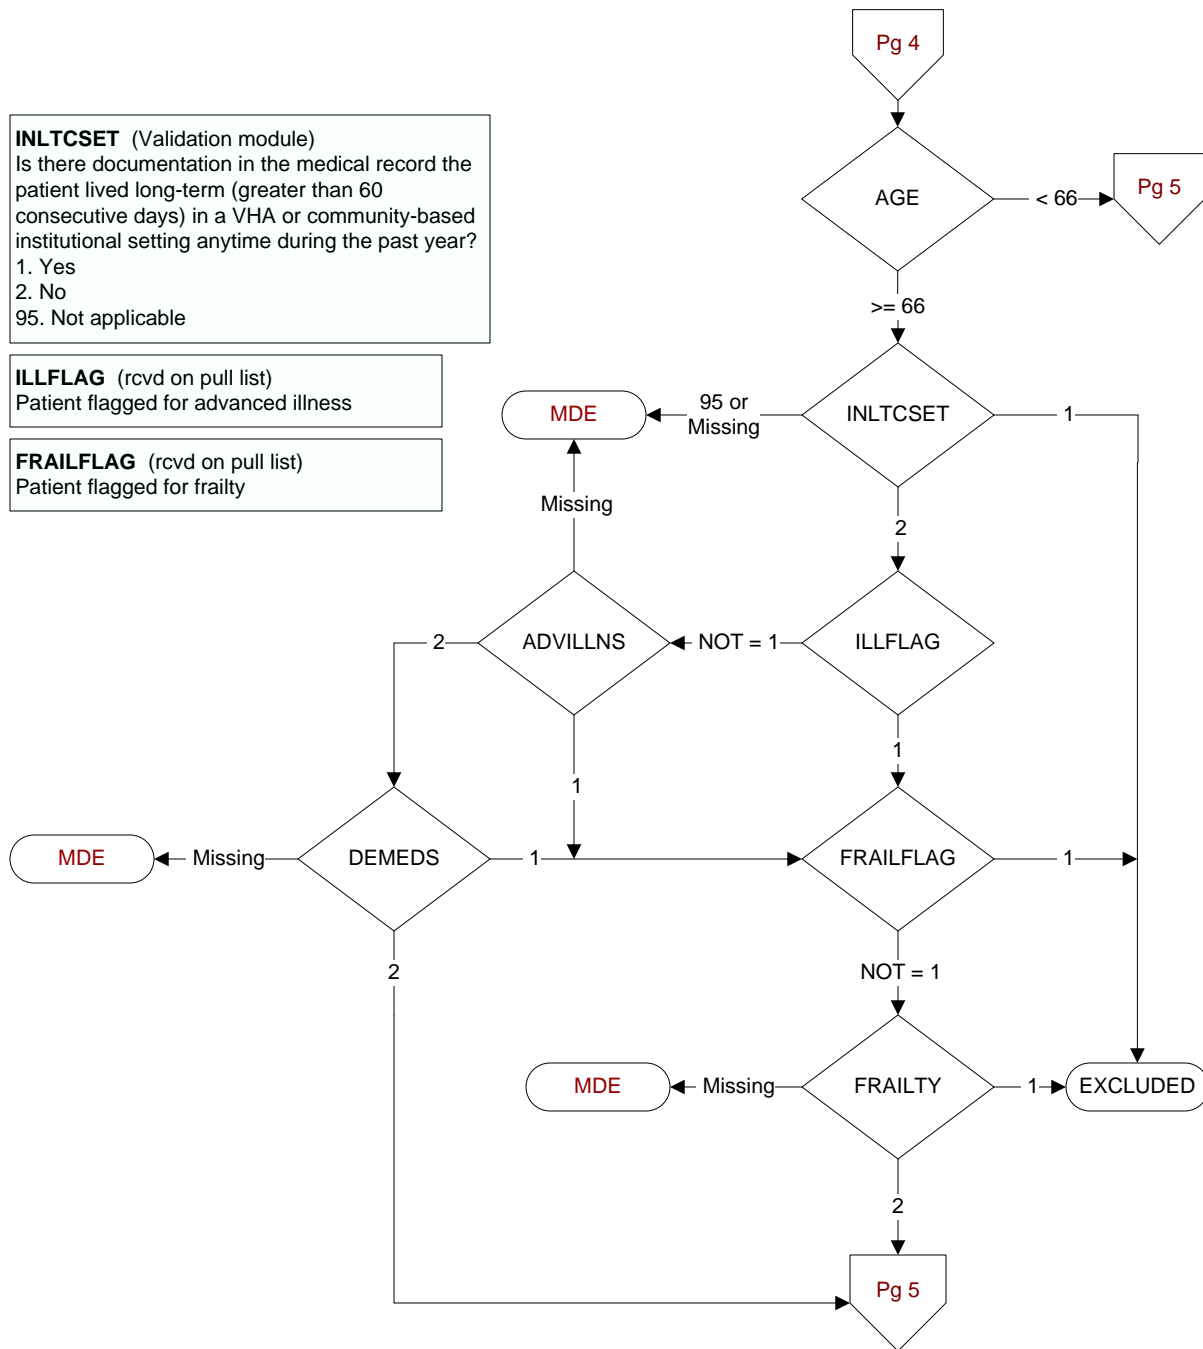 Pg 4
INLTCSET (Validation module)
Is there documentation in the medical record the
patient lived long-term (greater than 60
consecutive days) in a VHA or community-based
institutional setting anytime during the past year?
1. Yes
2. No
95. Not applicable
AGE
< 66
Pg 5
>= 66
ILLFLAG (rcvd on pull list)
Patient flagged for advanced illness
FRAILFLAG (rcvd on pull list)
Patient flagged for frailty
MDE
95 or
Missing
INLTCSET
1
Missing
2
2
ADVILLNS
NOT = 1
ILLFLAG
1
1
MDE
Missing
DEMEDS
1
FRAILFLAG
1
2
NOT = 1
MDE
Missing
FRAILTY
1
EXCLUDED
2
Pg 5